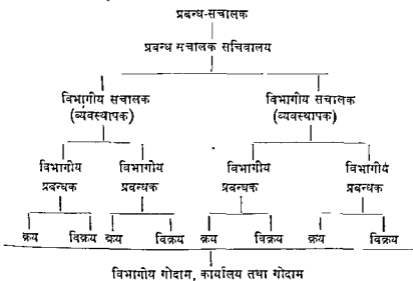 प्रबन्ध-सचालक
प्रबन्ध मचालक सचिवालय
विभागीय सचालक विभागीय सचालक
(व्यवस्थापक) (व्यवस्थापक)
विभागीय विभागीय विभागीय विभागीय
प्रबन्धक प्रबन्धक प्रबन्धक प्रबन्धक
क्रय विक्रय क्रय विक्रय क्रय विक्रय क्रय विक्रय
विभागीय गोदाम, कार्यालय तथा गोदाम